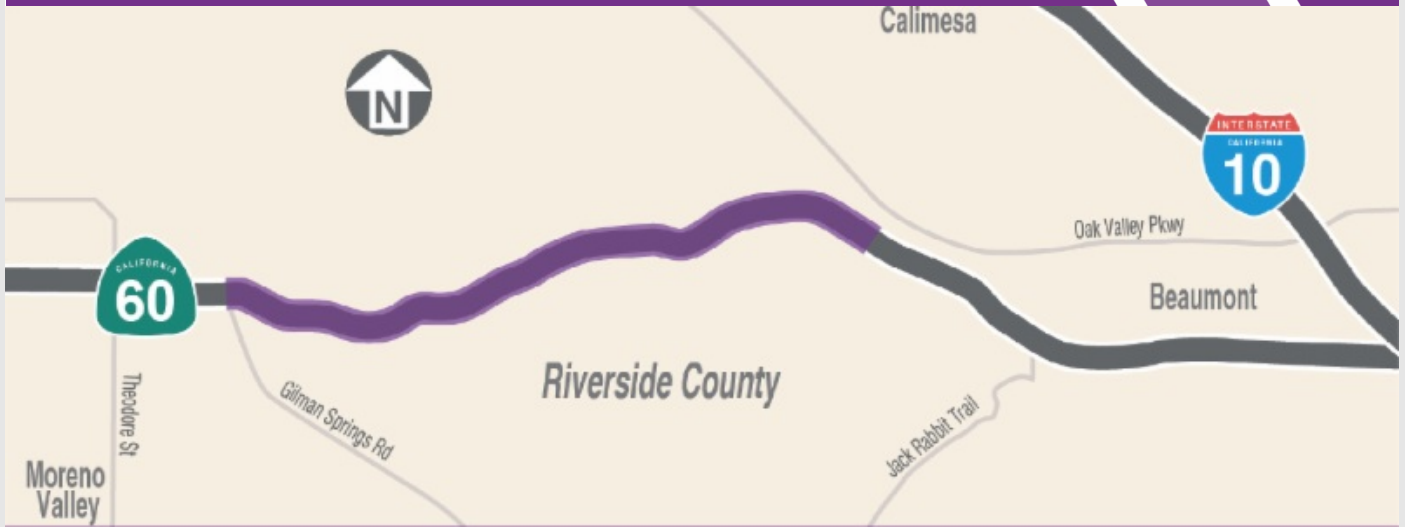 Calimesa
N
INTERSTATE
CALIFORNIA
10
Oak Valley Pkwy
CALIFORNIA
60
Beaumont
Riverside County
Theodore St
Gilman Springs Rd
Jack Rabbit Trail
Moreno
Valley